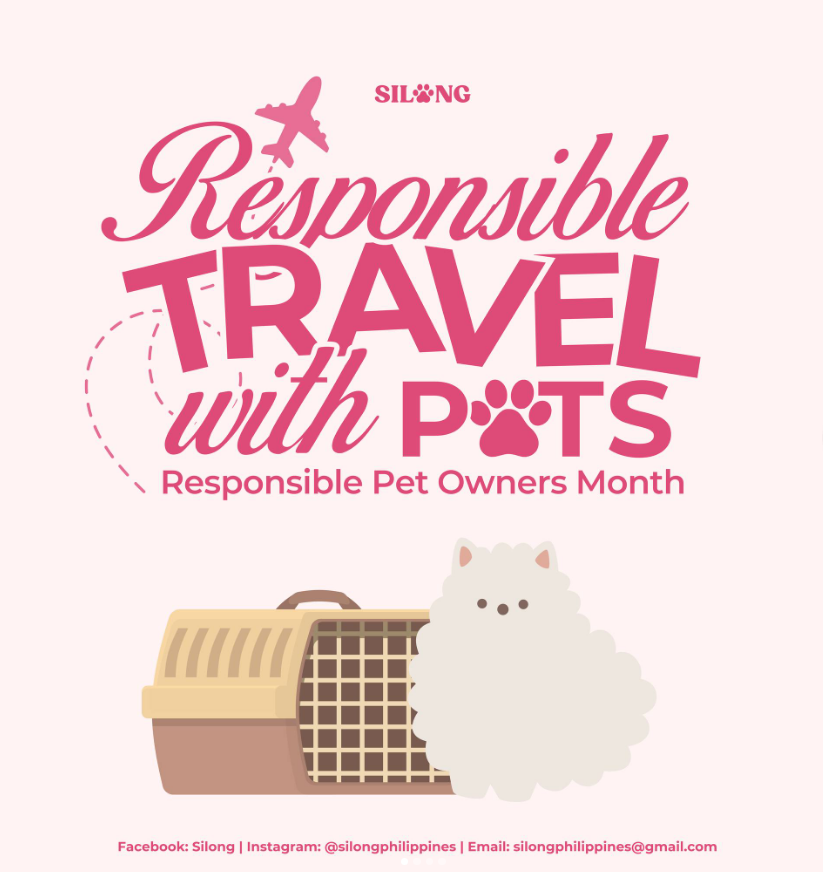 SILONG
Responsible
TRAVEL
with PETS
Responsible Pet Owners Month
Facebook: Silong | Instagram: @silongphilippines | Email: silongphilippines@gmail.com